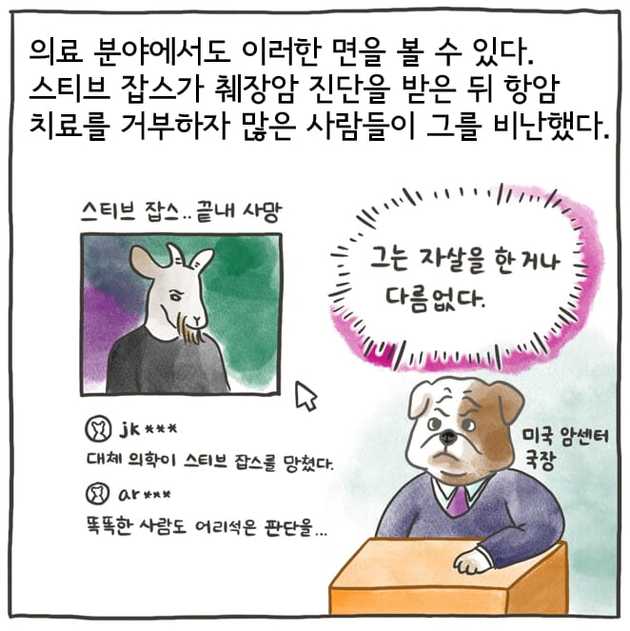 의료 분야에서도 이러한 면을 볼 수 있다.
스티브 잡스가 췌장암 진단을 받은 뒤 항암
치료를 거부하자 많은 사람들이 그를 비난했다.
스티브 잡스.. 끝내 사망
그는 자살을 한 거나
다름없다.
jk***
대체 의학이 스티브 잡스를 망쳤다.
ar***
똑똑한 사람도 어리석은 판단을...
미국 암센터
국장